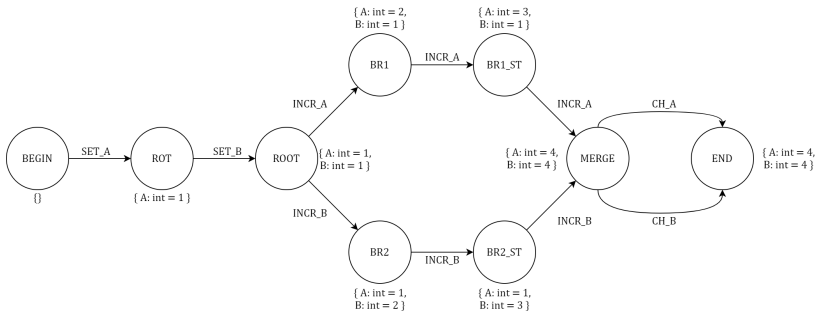 { A: int = 2,
B: int = 1 }
{ A: int = 3,
B: int = 1 }
BR1
INCR_A
BR1_ST
INCR_A
INCR_A
CH_A
BEGIN
SET_A
ROT
SET_B
ROOT
{ A: int = 1,
B: int = 1 }
{ A: int = 4,
B: int = 4 }
MERGE
END
{ A: int = 4,
B: int = 4 }
{}
{ A: int = 1 }
INCR_B
INCR_B
CH_B
BR2
INCR_B
BR2_ST
{ A: int = 1,
B: int = 2 }
{ A: int = 1,
B: int = 3 }